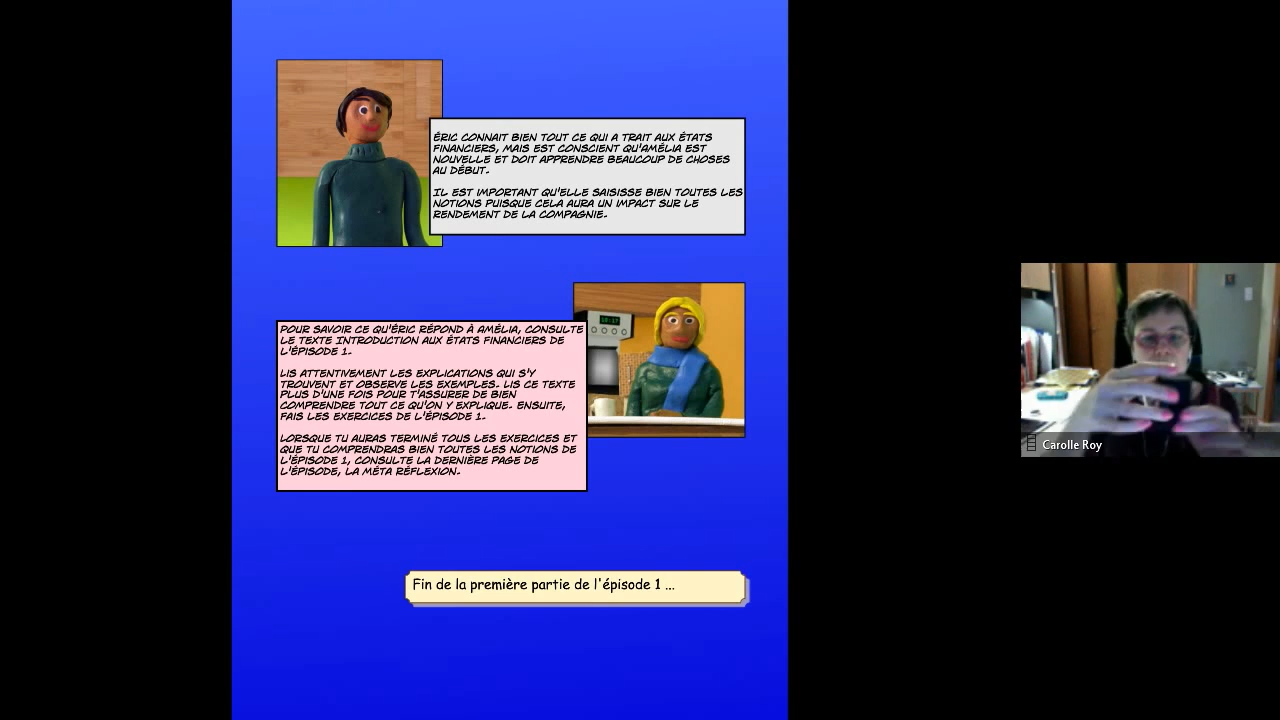 ÉRIC CONNAIT BIEN TOUT CE QUI A TRAIT AUX ÉTATS
FINANCIERS, MAIS EST CONSCIENT QU'AMÉLIA EST
NOUVELLE ET DOIT APPRENDRE BEAUCOUP DE CHOSES
AU DÉBUT.
IL EST IMPORTANT QU'ELLE SAISISSE BIEN TOUTES LES
NOTIONS PUISQUE CELA AURA UN IMPACT SUR LE
RENDEMENT DE LA COMPAGNIE.
POUR SAVOIR CE QU'ÉRIC RÉPOND À AMÉLIA, CONSULTE
LE TEXTE INTRODUCTION AUX ÉTATS FINANCIERS DE
L'ÉPISODE 1.
LIS ATTENTIVEMENT LES EXPLICATIONS QUI S'Y
TROUVENT ET OBSERVE LES EXEMPLES. LIS CE TEXTE
PLUS D'UNE FOIS POUR T'ASSURER DE BIEN
COMPRENDRE TOUT CE QU'ON Y EXPLIQUE. ENSUITE,
FAIS LES EXERCICES DE L'ÉPISODE 1.
LORSQUE TU AURAS TERMINÉ TOUS LES EXERCICES ET
QUE TU COMPRENDRAS BIEN TOUTES LES NOTIONS DE
L'ÉPISODE 1, CONSULTE LA DERNIÈRE PAGE DE
L'ÉPISODE, LA MÉTA RÉFLEXION.
Carolle Roy
Fin de la première partie de l'épisode 1 ...